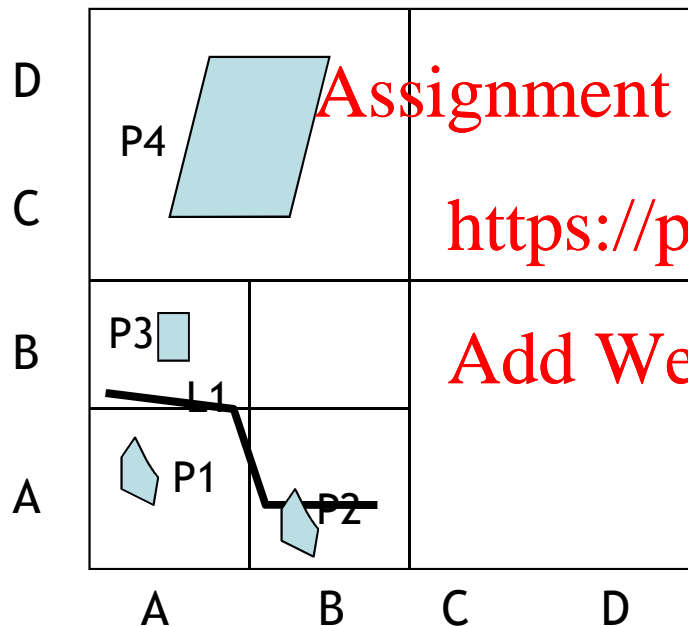 D
Assignment
P4
C
https://p
P3
B
Add We
L1
P1
A
P2
A B C D